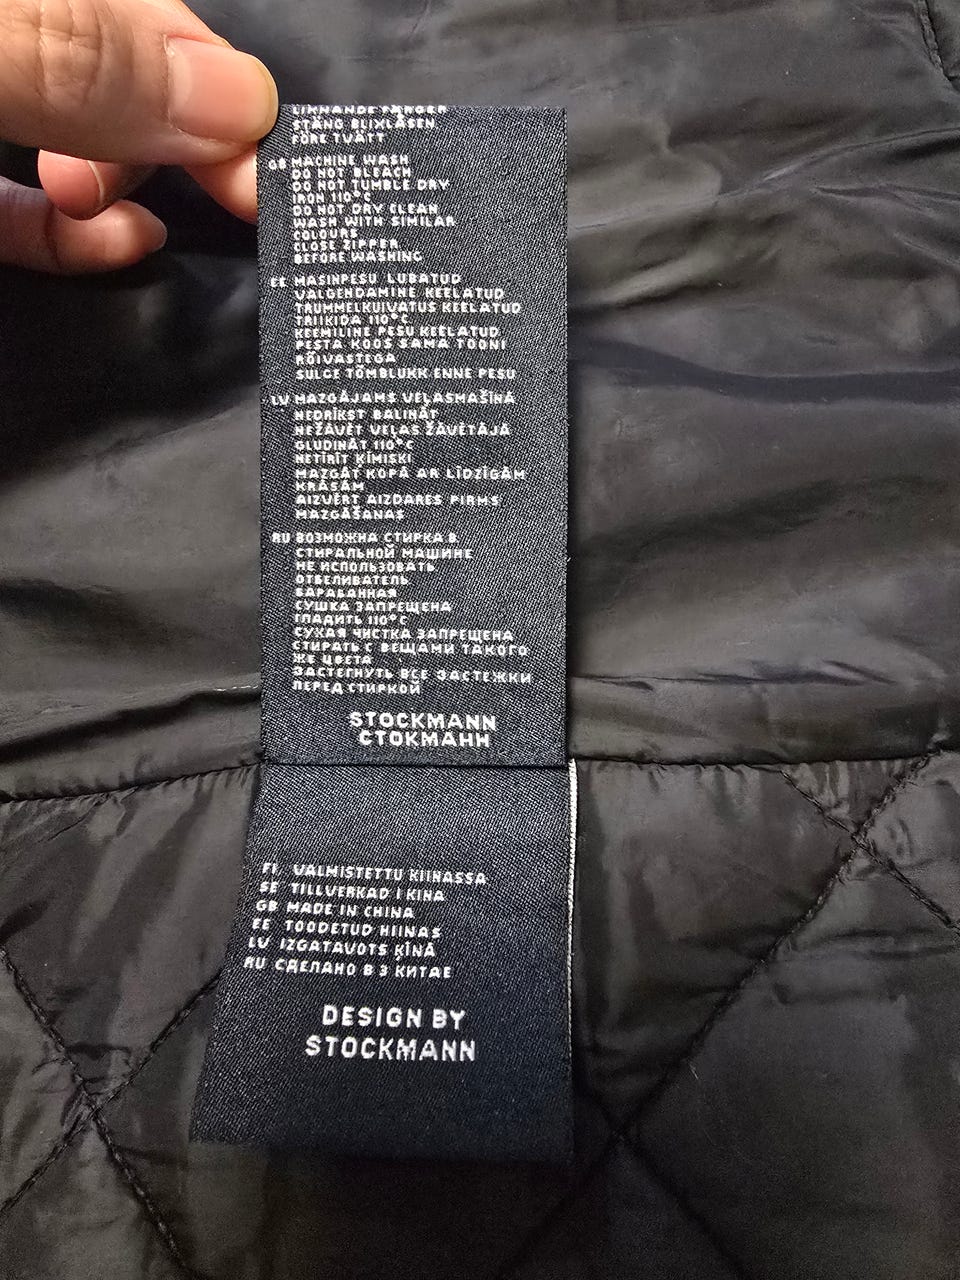 LIKNANDE FÄRGER
STÄNG BLIXLÅSEN
FÖRE TVÄTT
GB MACHINE WASH
DO NOT BLEACH
DO NOT TUMBLE DRY
IRON 110°C
DO NOT DRY CLEAN
WASH WITH SIMILAR
COLOURS
CLOSE ZIPPER
BEFORE WASHING
EE MASINPESU LUBATUD
VALGENDAMINE KEELATUD
TRUMMELKUIVATUS KEELATUD
TRIIKIDA 110°C
KEEMILINE PESU KEELATUD
PESTA KOOS SAMA TOONI
RÕIVASTEGA
SULGE TÕMBLUKK ENNE PESU
LV MAZGĀJAMS VEĻASMAŠĪNĀ
NEDRĪKST BALINĀT
NEŽĀVĒT VEĻAS ŽĀVĒTĀJĀ
GLUDINĀT 110°C
NETĪRĪT ĶĪMISKI
MAZGĀT KOPĀ AR LĪDZĪGĀM
KRĀSĀM
AIZVĒRT AIZDARES PIRMS
MAZGĀŠANAS
RU ВОЗМОЖНА СТИРКА В
СТИРАЛЬНОЙ МАШИНЕ
НЕ ИСПОЛЬЗОВАТЬ
ОТБЕЛИВАТЕЛЬ
БАРАБАННАЯ
СУШКА ЗАПРЕЩЕНА
ГЛАДИТЬ 110°C
СУХАЯ ЧИСТКА ЗАПРЕЩЕНА
СТИРАТЬ С ВЕЩАМИ ТАКОГО
ЖЕ ЦВЕТА
ЗАСТЕГНУТЬ ВСЕ ЗАСТЕЖКИ
ПЕРЕД СТИРКОЙ
STOCKMANN
СТОКМАНН
FI VALMISTETTU KIINASSA
SE TILLVERKAD I KINA
GB MADE IN CHINA
EE TOODETUD HIINAS
LV IZGATAVOTS ĶĪNĀ
RU СДЕЛАНО В 3 КИТАЕ
DESIGN BY
STOCKMANN